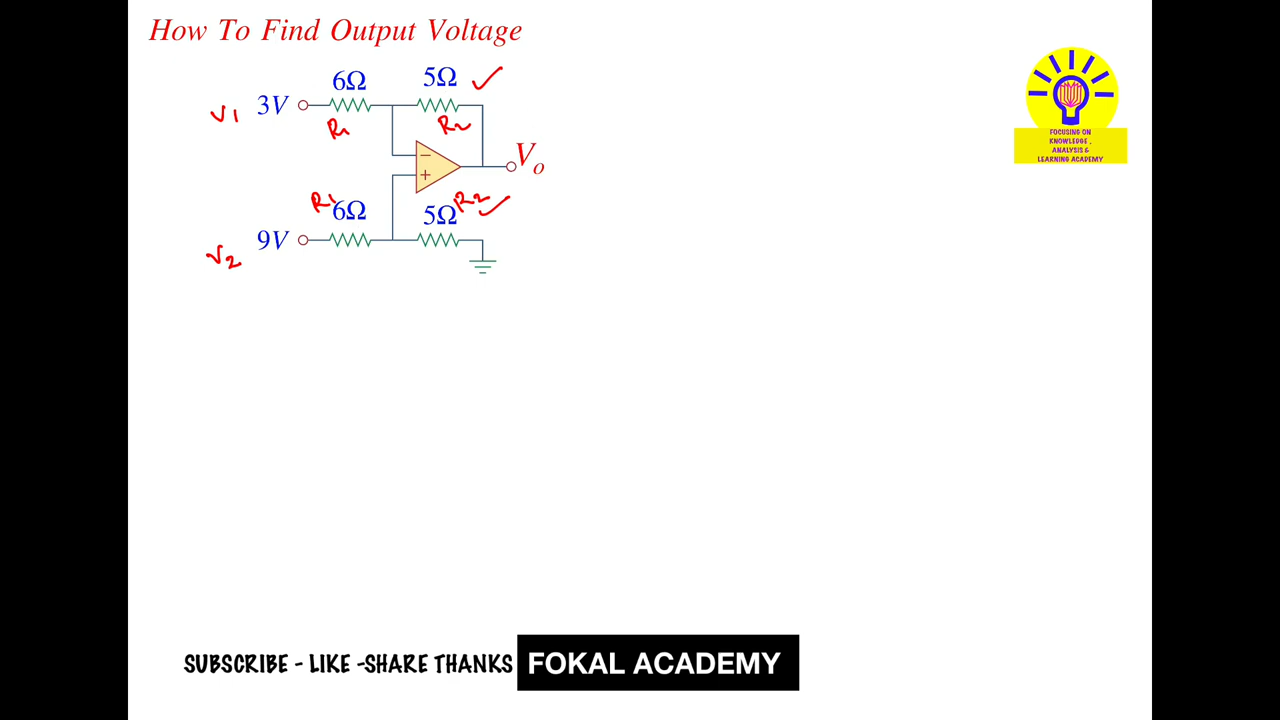 How To Find Output Voltage
6Ω 5Ω
V1 3V R1 R2
−
+
Vo
R1 R2
6Ω 5Ω
V2 9V
FOCUSING ON
KNOWLEDGE ,
ANALYSIS &
LEARNING ACADEMY
SUBSCRIBE - LIKE -SHARE THANKS FOKAL ACADEMY